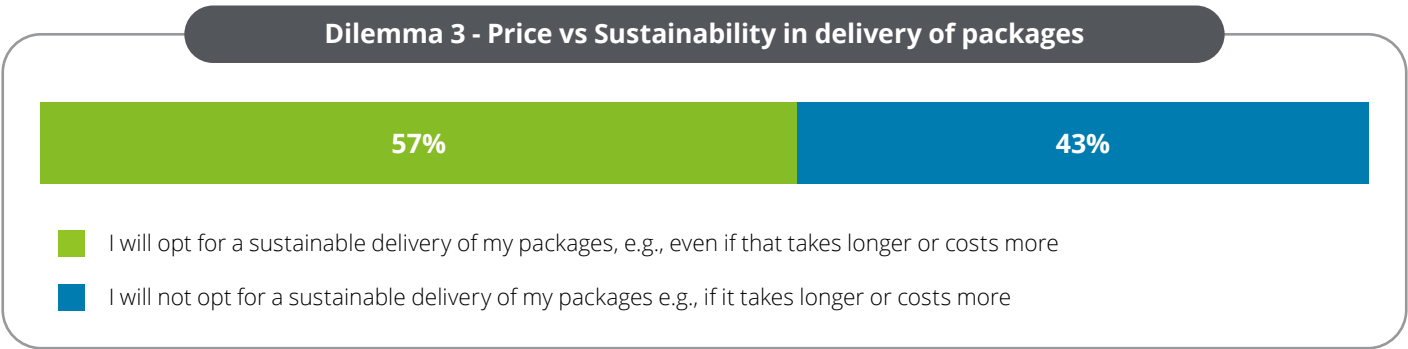 Dilemma 3 - Price vs Sustainability in delivery of packages
57%
43%
I will opt for a sustainable delivery of my packages, e.g., even if that takes longer or costs more
I will not opt for a sustainable delivery of my packages e.g., if it takes longer or costs more